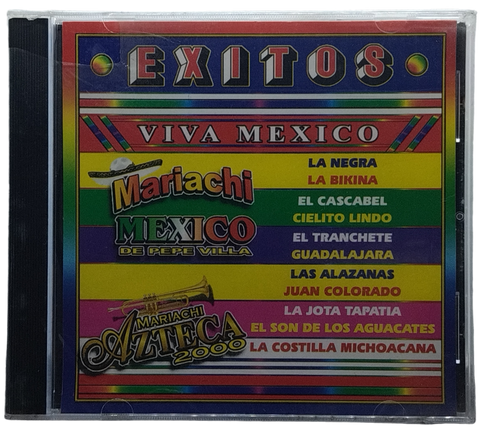 EXITOS
VIVA MEXICO
Mariachi
MEXICO
DE PEPE VILLA
MARIACHI
AZTECA
2000
LA NEGRA
LA BIKINA
EL CASCABEL
CIELITO LINDO
EL TRANCHETE
GUADALAJARA
LAS ALAZANAS
JUAN COLORADO
LA JOTA TAPATIA
EL SON DE LOS AGUACATES
LA COSTILLA MICHOACANA